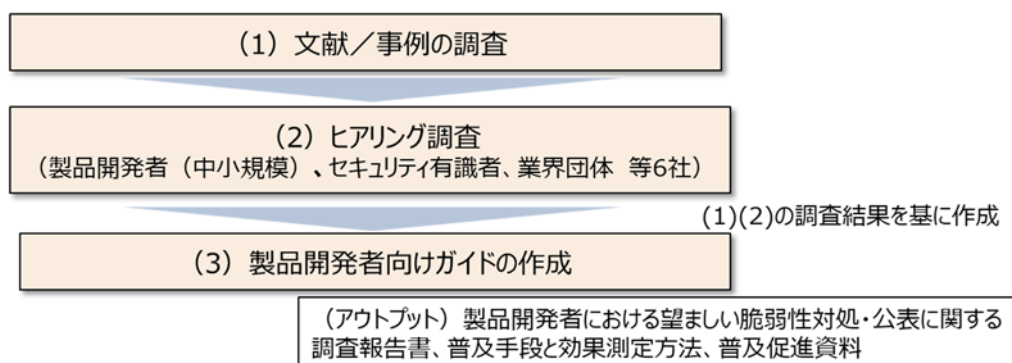 （1）文献／事例の調査
（2）ヒアリング調査
（製品開発者（中小規模）、セキュリティ有識者、業界団体 等6社）
(1)(2)の調査結果を基に作成
（3）製品開発者向けガイドの作成
（アウトプット）製品開発者における望ましい脆弱性対処・公表に関する
調査報告書、普及手段と効果測定方法、普及促進資料